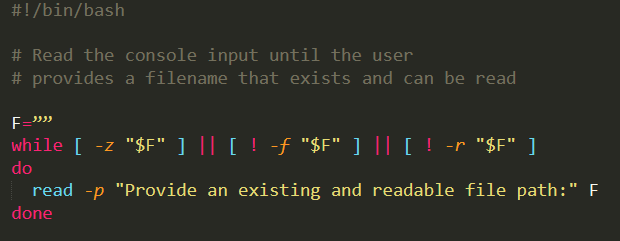 #!/bin/bash
# Read the console input until the user
# provides a filename that exists and can be read
F=””
while [ -z "$F" ] || [ ! -f "$F" ] || [ ! -r "$F" ]
do
read -p "Provide an existing and readable file path:" F
done